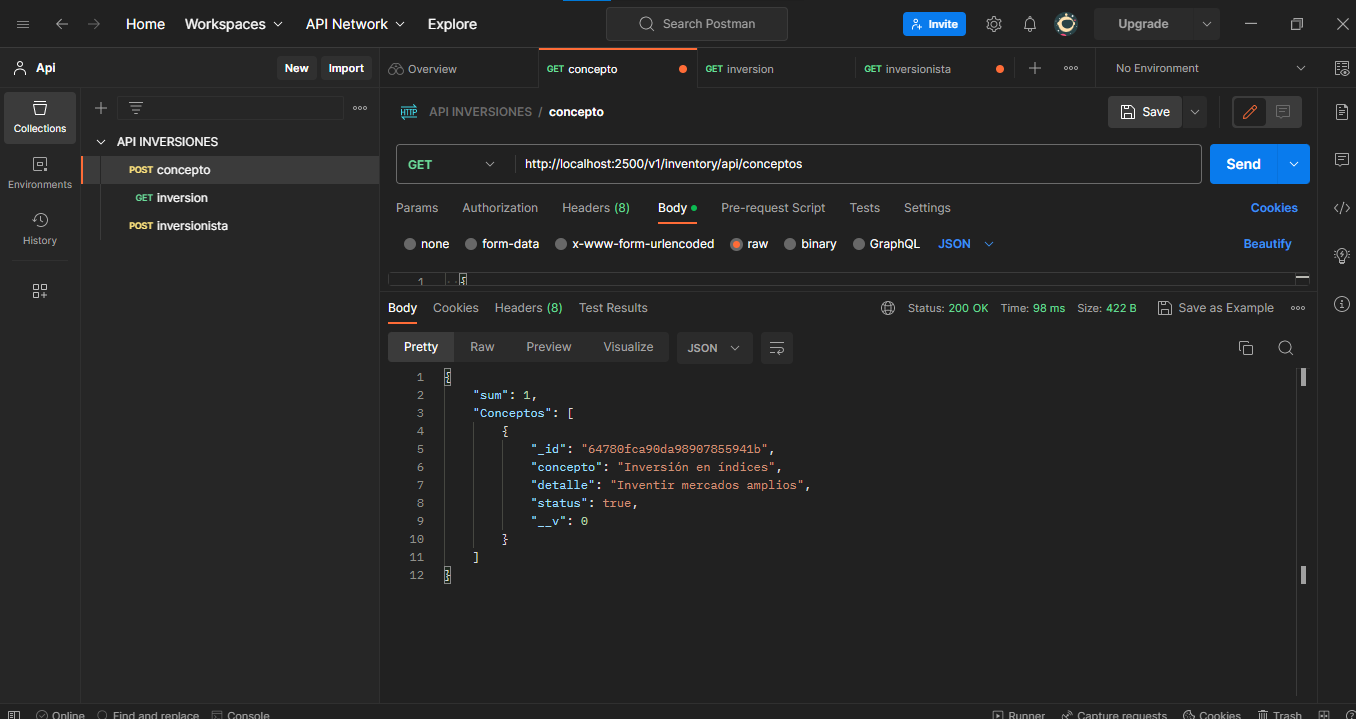 Home Workspaces API Network Explore Search Postman Invite Upgrade
Api New Import Overview GET concepto GET inversion GET inversionista No Environment
Collections
Environments
History
API INVERSIONES
POST concepto
GET inversion
POST inversionista
HTTP API INVERSIONES / concepto Save
GET http://localhost:2500/v1/inventory/api/conceptos Send
Params Authorization Headers (8) Body Pre-request Script Tests Settings Cookies
none form-data x-www-form-urlencoded raw binary GraphQL JSON Beautify
1 {
Body Cookies Headers (8) Test Results Status: 200 OK Time: 98 ms Size: 422 B Save as Example
Pretty Raw Preview Visualize JSON
1 {
2 "sum": 1,
3 "Conceptos": [
4 {
5 "_id": "64780fca90da98907855941b",
6 "concepto": "Inversión en índices",
7 "detalle": "Inventir mercados amplios",
8 "status": true,
9 "__v": 0
10 }
11 ]
12 }
Online Find and replace Console Runner Capture requests Cookies Trash